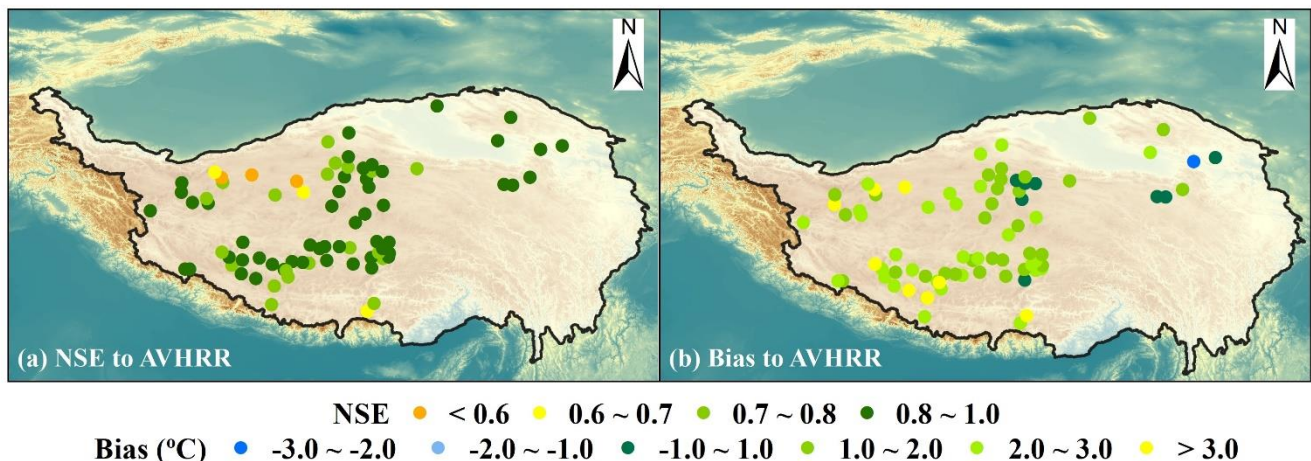 N
N
(a) NSE to AVHRR
(b) Bias to AVHRR
NSE < 0.6 0.6 ~ 0.7 0.7 ~ 0.8 0.8 ~ 1.0
Bias (ºC) -3.0 ~ -2.0 -2.0 ~ -1.0 -1.0 ~ 1.0 1.0 ~ 2.0 2.0 ~ 3.0 > 3.0